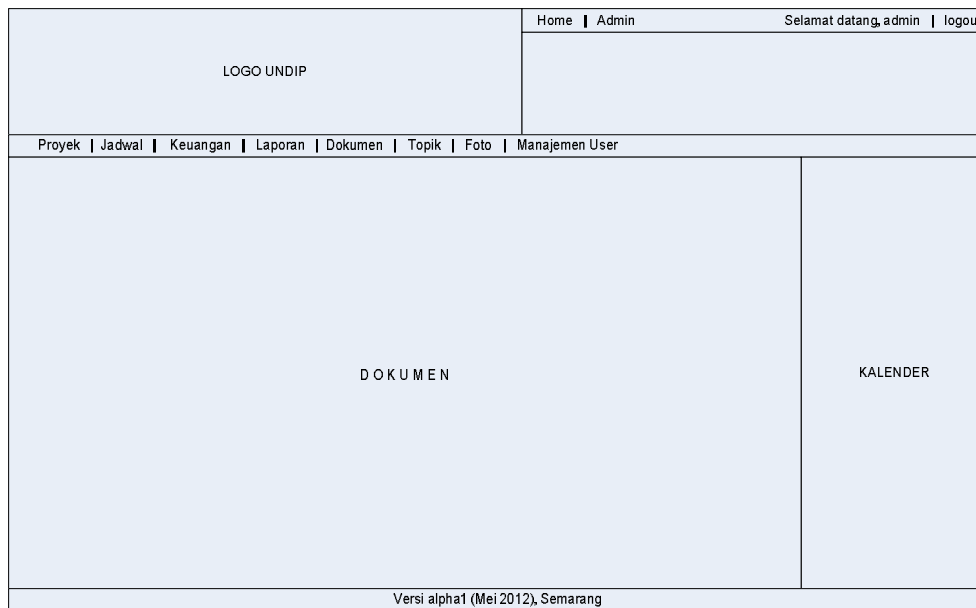 Home | Admin Selamat datang, admin | logou
LOGO UNDIP
Proyek | Jadwal | Keuangan | Laporan | Dokumen | Topik | Foto | Manajemen User
D O K U M E N
KALENDER
Versi alpha1 (Mei 2012), Semarang